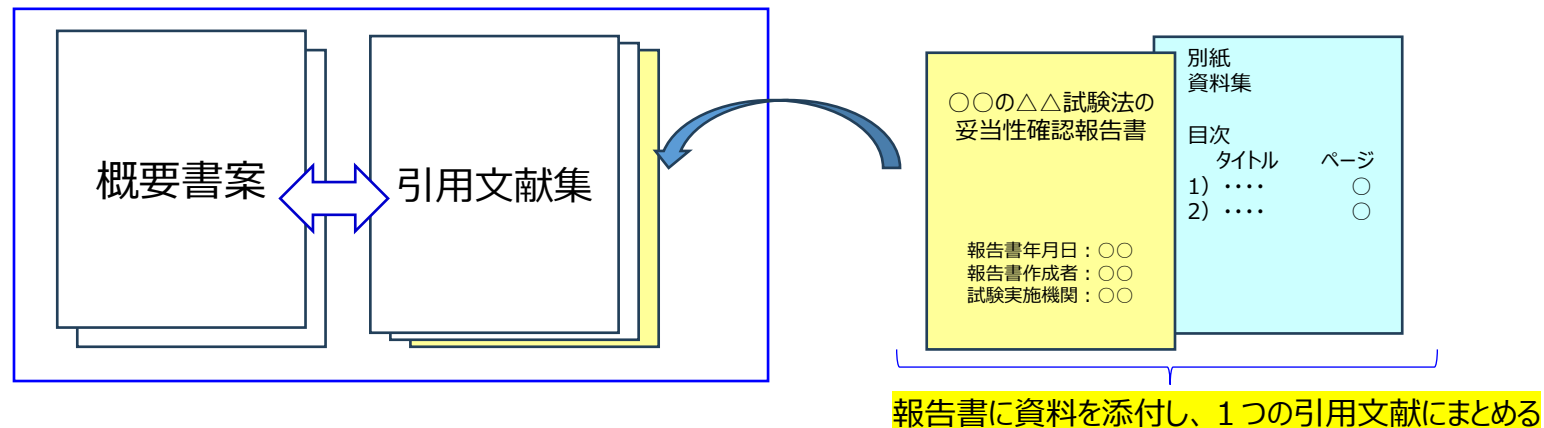 概要書案
引用文献集
○○の△△試験法の
妥当性確認報告書
報告書年月日：○○
報告書作成者：○○
試験実施機関：○○
別紙
資料集
目次
タイトル ページ
1）・・・・ ○
2）・・・・ ○
報告書に資料を添付し、１つの引用文献にまとめる